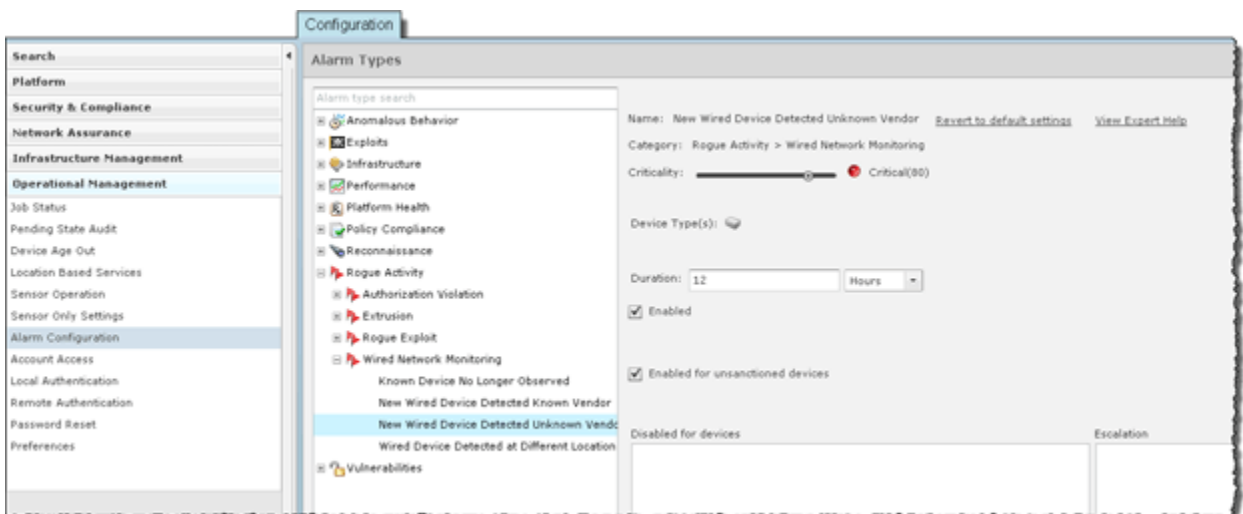 Configuration
Search
Platform
Security & Compliance
Network Assurance
Infrastructure Management
Operational Management
Job Status
Pending State Audit
Device Age Out
Location Based Services
Sensor Operation
Sensor Only Settings
Alarm Configuration
Account Access
Local Authentication
Remote Authentication
Password Reset
Preferences
Alarm Types
Alarm type search
Anomalous Behavior
Exploits
Infrastructure
Performance
Platform Health
Policy Compliance
Reconnaissance
Rogue Activity
Authorization Violation
Extrusion
Rogue Exploit
Wired Network Monitoring
Known Device No Longer Observed
New Wired Device Detected Known Vendor
New Wired Device Detected Unknown Vendo
Wired Device Detected at Different Location
Vulnerabilities
Name: New Wired Device Detected Unknown Vendor Revert to default settings View Expert Help
Category: Rogue Activity > Wired Network Monitoring
Criticality: Critical(80)
Device Type(s):
Duration: 12 Hours
Enabled
Enabled for unsanctioned devices
Disabled for devices Escalation